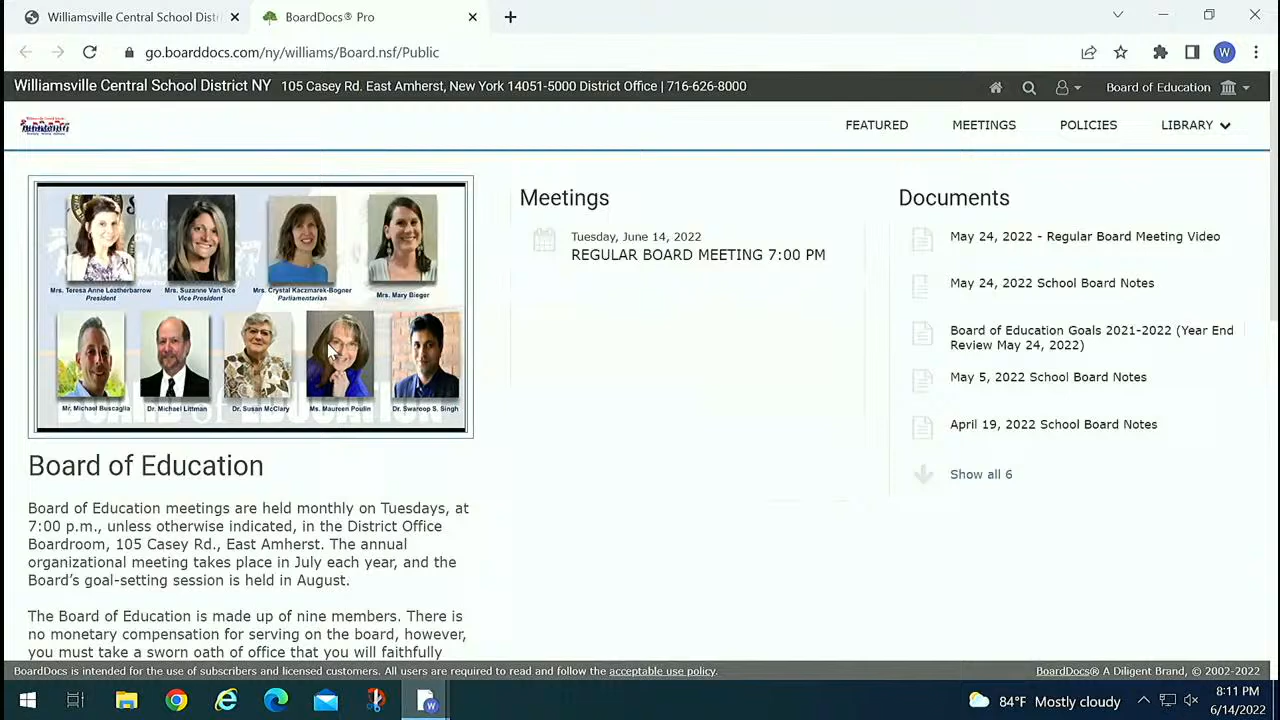 Williamsville Central School Distri
BoardDocs® Pro
go.boarddocs.com/ny/williams/Board.nsf/Public
W
Williamsville Central School District NY 105 Casey Rd. East Amherst, New York 14051-5000 District Office | 716-626-8000
Board of Education
FEATURED
MEETINGS
POLICIES
LIBRARY
Mrs. Teresa Anne Leatherbarrow
President
Mrs. Suzanne Van Sice
Vice President
Mrs. Crystal Kaczmarek-Bogner
Parliamentarian
Mrs. Mary Bieger
Mr. Michael Buscaglia
Dr. Michael Littman
Dr. Susan McClary
Ms. Maureen Poulin
Dr. Swaroop S. Singh
BOARD OF EDUCATION
Board of Education
Board of Education meetings are held monthly on Tuesdays, at
7:00 p.m., unless otherwise indicated, in the District Office
Boardroom, 105 Casey Rd., East Amherst. The annual
organizational meeting takes place in July each year, and the
Board's goal-setting session is held in August.
The Board of Education is made up of nine members. There is
no monetary compensation for serving on the board, however,
you must take a sworn oath of office that you will faithfully
Meetings
Tuesday, June 14, 2022
REGULAR BOARD MEETING 7:00 PM
Documents
May 24, 2022 - Regular Board Meeting Video
May 24, 2022 School Board Notes
Board of Education Goals 2021-2022 (Year End
Review May 24, 2022)
May 5, 2022 School Board Notes
April 19, 2022 School Board Notes
Show all 6
BoardDocs is intended for the use of subscribers and licensed customers. All users are required to read and follow the acceptable use policy.
BoardDocs® A Diligent Brand, © 2002-2022
84°F Mostly cloudy
8:11 PM
6/14/2022